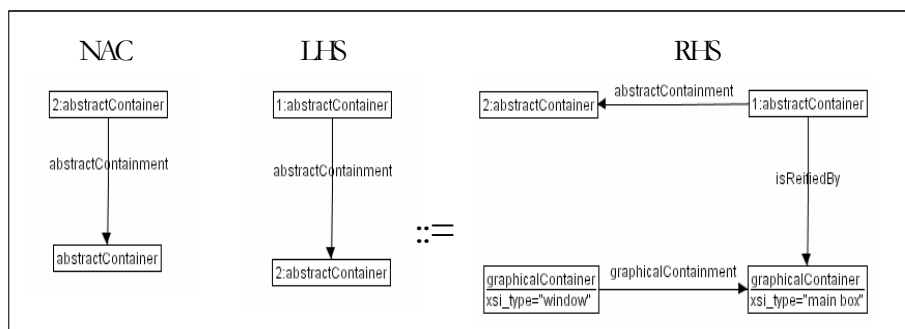 NAC
LHS
RHS
2:abstractContainer
abstractContainment
abstractContainer
1:abstractContainer
abstractContainment
2:abstractContainer
::=
2:abstractContainer
abstractContainment
1:abstractContainer
isReifiedBy
graphicalContainer
xsi_type="window"
graphicalContainment
graphicalContainer
xsi_type="main box"